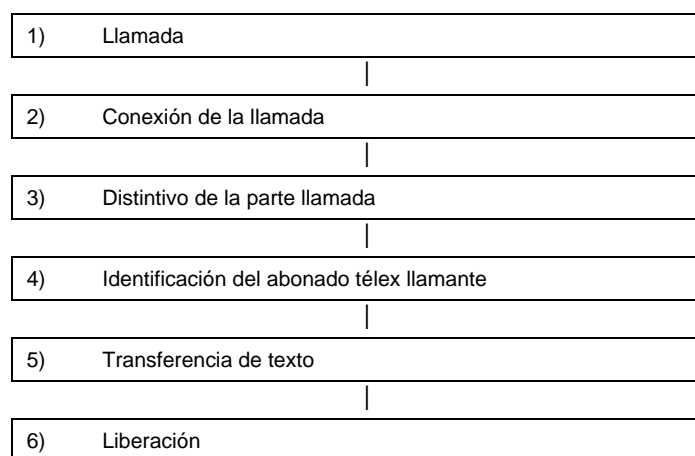 1) Llamada
2) Conexión de la llamada
3) Distintivo de la parte llamada
4) Identificación del abonado télex llamante
5) Transferencia de texto
6) Liberación